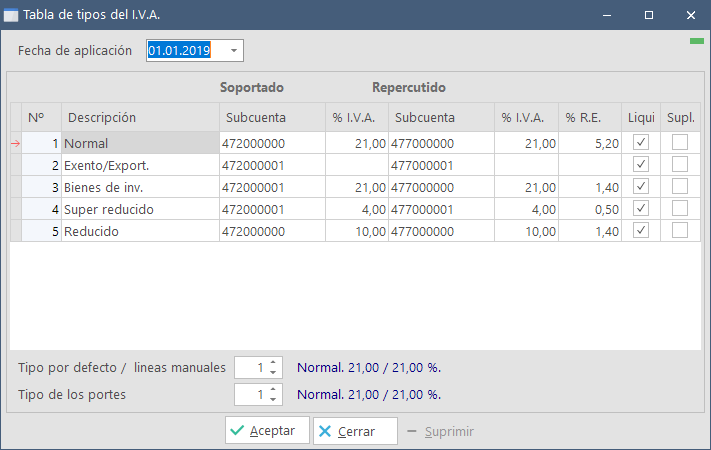 Tabla de tipos del I.V.A.
Fecha de aplicación 01.01.2019
Soportado Repercutido
Nº Descripción Subcuenta % I.V.A. Subcuenta % I.V.A. % R.E. Liqui Supl.
1 Normal 472000000 21,00 477000000 21,00 5,20
2 Exento/Export. 472000001 477000001
3 Bienes de inv. 472000001 21,00 477000000 21,00 1,40
4 Super reducido 472000001 4,00 477000001 4,00 0,50
5 Reducido 472000000 10,00 477000000 10,00 1,40
Tipo por defecto / lineas manuales 1 Normal. 21,00 / 21,00 %.
Tipo de los portes 1 Normal. 21,00 / 21,00 %.
Aceptar Cerrar Suprimir